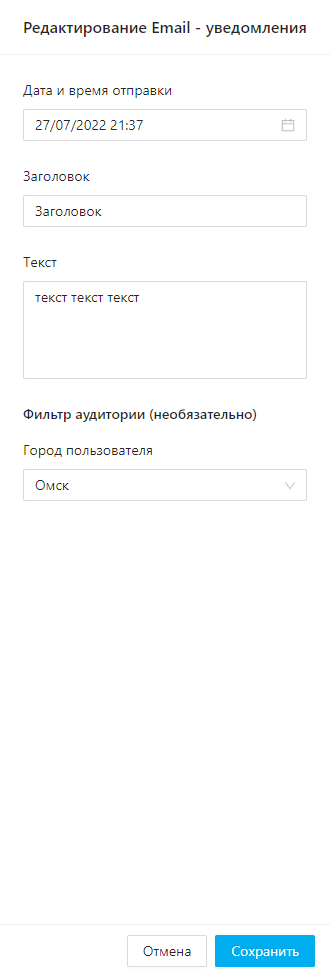 Редактирование Email - уведомления
Дата и время отправки
27/07/2022 21:37
Заголовок
Заголовок
Текст
текст текст текст
Фильтр аудитории (необязательно)
Город пользователя
Омск
Отмена Сохранить